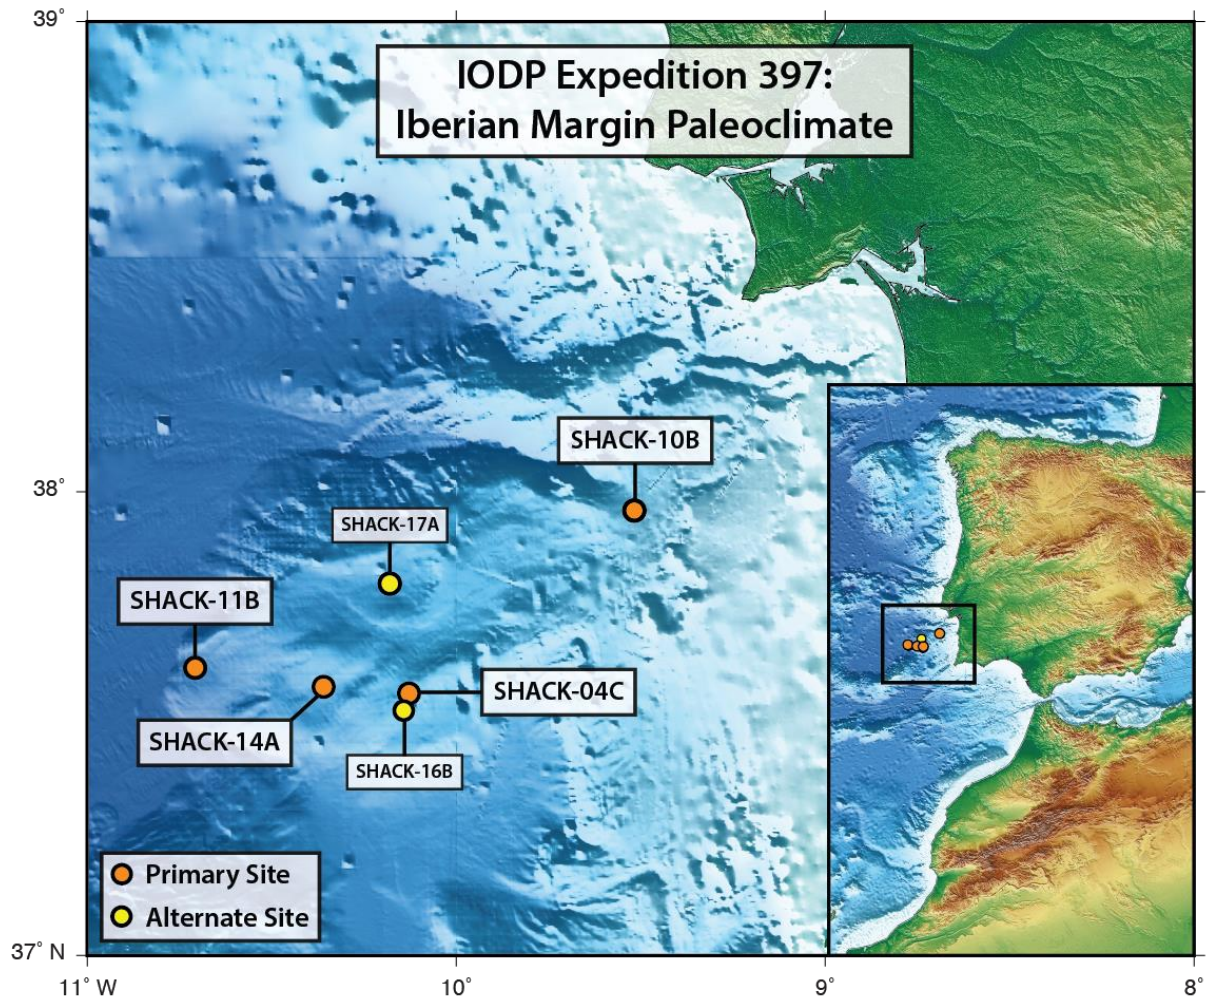 39°
IODP Expedition 397:
Iberian Margin Paleoclimate
SHACK-10B
38°
SHACK-17A
SHACK-11B
SHACK-04C
SHACK-14A
SHACK-16B
Primary Site
Alternate Site
37° N
11° W
10°
9°
8°